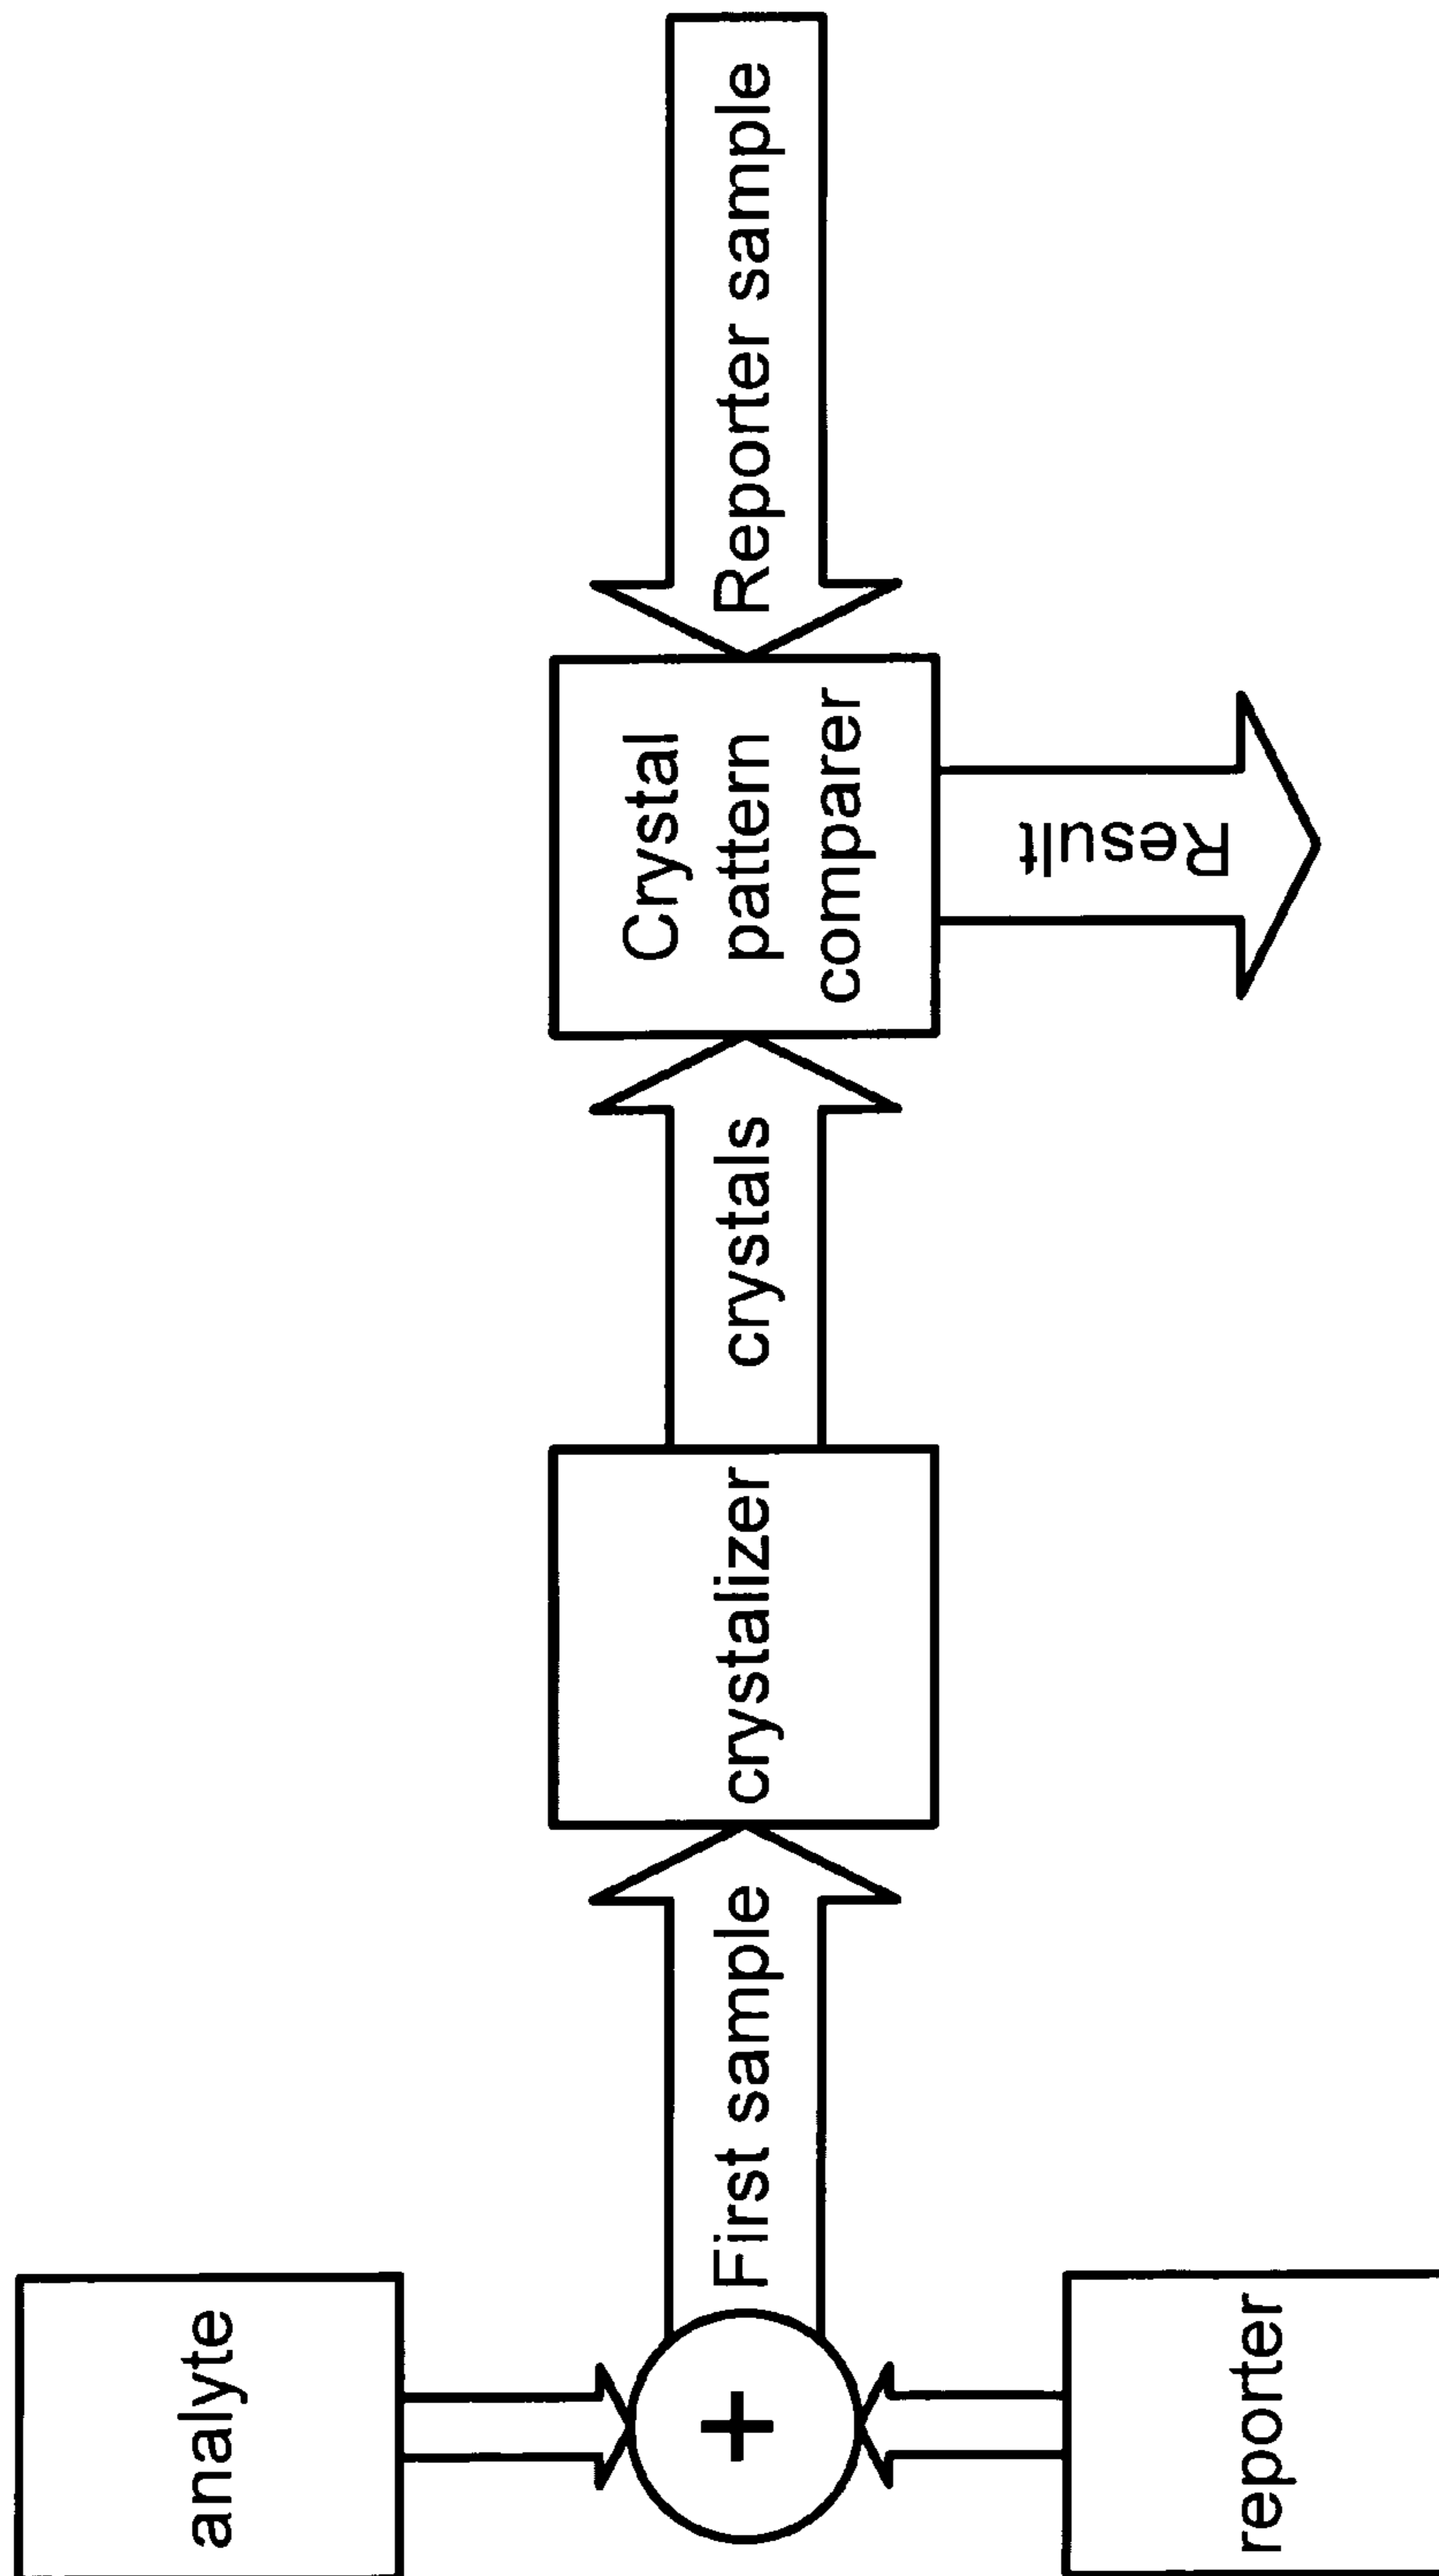 analyte
+
reporter
First sample
crystalizer
crystals
Crystal
pattern
comparer
Reporter sample
Result